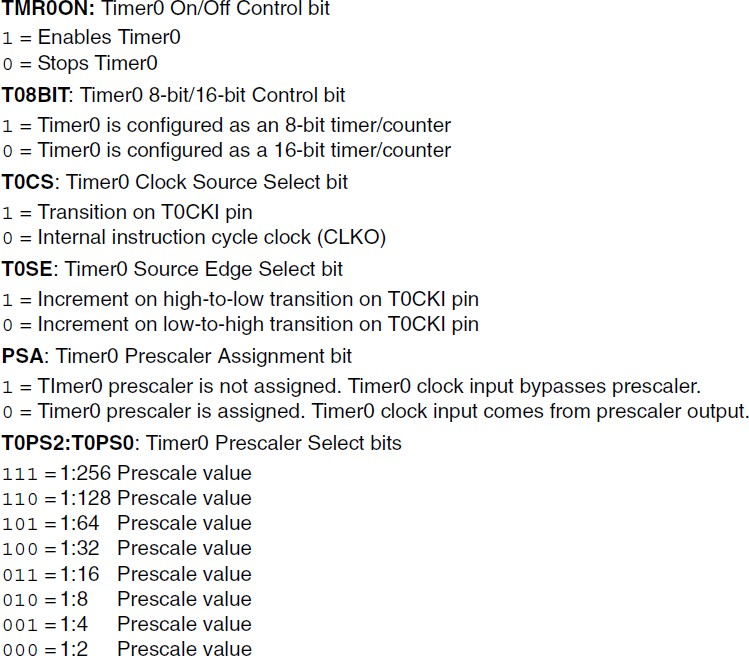 TMR0ON: Timer0 On/Off Control bit
1 = Enables Timer0
0 = Stops Timer0
T08BIT: Timer0 8-bit/16-bit Control bit
1 = Timer0 is configured as an 8-bit timer/counter
0 = Timer0 is configured as a 16-bit timer/counter
T0CS: Timer0 Clock Source Select bit
1 = Transition on T0CKI pin
0 = Internal instruction cycle clock (CLKO)
T0SE: Timer0 Source Edge Select bit
1 = Increment on high-to-low transition on T0CKI pin
0 = Increment on low-to-high transition on T0CKI pin
PSA: Timer0 Prescaler Assignment bit
1 = TImer0 prescaler is not assigned. Timer0 clock input bypasses prescaler.
0 = Timer0 prescaler is assigned. Timer0 clock input comes from prescaler output.
T0PS2:T0PS0: Timer0 Prescaler Select bits
111 = 1:256 Prescale value
110 = 1:128 Prescale value
101 = 1:64 Prescale value
100 = 1:32 Prescale value
011 = 1:16 Prescale value
010 = 1:8 Prescale value
001 = 1:4 Prescale value
000 = 1:2 Prescale value